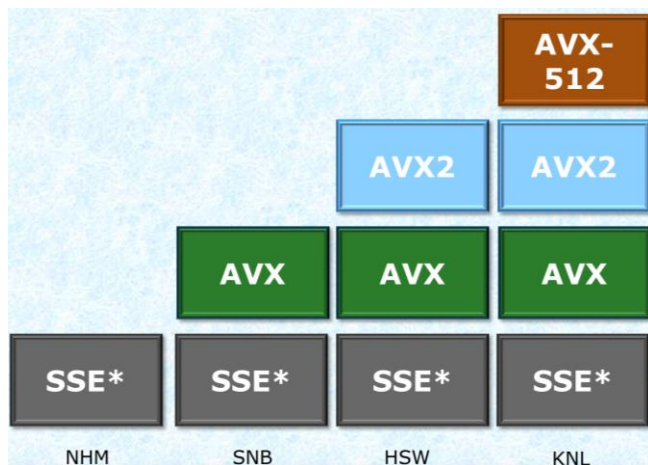 AVX-
512
AVX2 AVX2
AVX AVX AVX
SSE* SSE* SSE* SSE*
NHM SNB HSW KNL